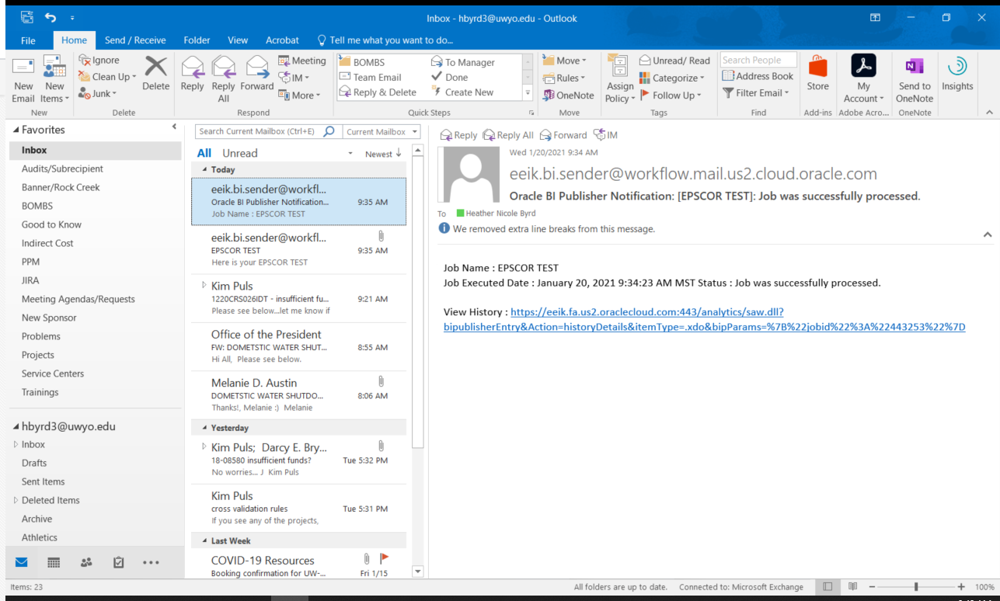 Inbox - hbyrd3@uwyo.edu - Outlook
File Home Send / Receive Folder View Acrobat Tell me what you want to do...
New Email
New Items
Ignore
Clean Up
Junk
Delete
Reply
Reply All
Forward
Meeting
IM
More
BOMBS
Team Email
Reply & Delete
To Manager
Done
Create New
Move
Rules
OneNote
Assign Policy
Unread/ Read
Categorize
Follow Up
Search People
Address Book
Filter Email
Store
My Account
Send to OneNote
Insights
New Delete Respond Quick Steps Move Tags Find Add-ins Adobe Acro... OneNote
Favorites
Inbox
Audits/Subrecipient
Banner/Rock Creek
BOMBS
Good to Know
Indirect Cost
PPM
JIRA
Meeting Agendas/Requests
New Sponsor
Problems
Projects
Service Centers
Trainings
hbyrd3@uwyo.edu
Inbox
Drafts
Sent Items
Deleted Items
Archive
Athletics
Search Current Mailbox (Ctrl+E) Current Mailbox
All Unread Newest
Today
eeik.bi.sender@workfl...
Oracle BI Publisher Notification... 9:35 AM
Job Name : EPSCOR TEST
eeik.bi.sender@workfl...
EPSCOR TEST 9:35 AM
Here is your EPSCOR TEST
Kim Puls
1220CRS026IDT - insufficient fu... 9:21 AM
Please see below...let me know if
Office of the President
FW: DOMETSTIC WATER SHUT... 8:55 AM
Hi All, Please see below.
Melanie D. Austin
DOMETSTIC WATER SHUTDO... 8:06 AM
Thanks!, Melanie :) Melanie
Yesterday
Kim Puls; Darcy E. Bry...
18-08580 insufficient funds? Tue 5:32 PM
No worries... J Kim Puls
Kim Puls
cross validation rules Tue 5:31 PM
If you see any of the projects,
Last Week
COVID-19 Resources
Booking confirmation for UW-... Fri 1/15
Reply Reply All Forward IM
Wed 1/20/2021 9:34 AM
eeik.bi.sender@workflow.mail.us2.cloud.oracle.com
Oracle BI Publisher Notification: [EPSCOR TEST]: Job was successfully processed.
To Heather Nicole Byrd
We removed extra line breaks from this message.
Job Name : EPSCOR TEST
Job Executed Date : January 20, 2021 9:34:23 AM MST Status : Job was successfully processed.
View History : https://eeik.fa.us2.oraclecloud.com:443/analytics/saw.dll?
bipublisherEntry&Action=historyDetails&itemType=.xdo&bipParams=%7B%22jobid%22%3A%22443253%22%7D
Items: 23 All folders are up to date. Connected to: Microsoft Exchange 100%